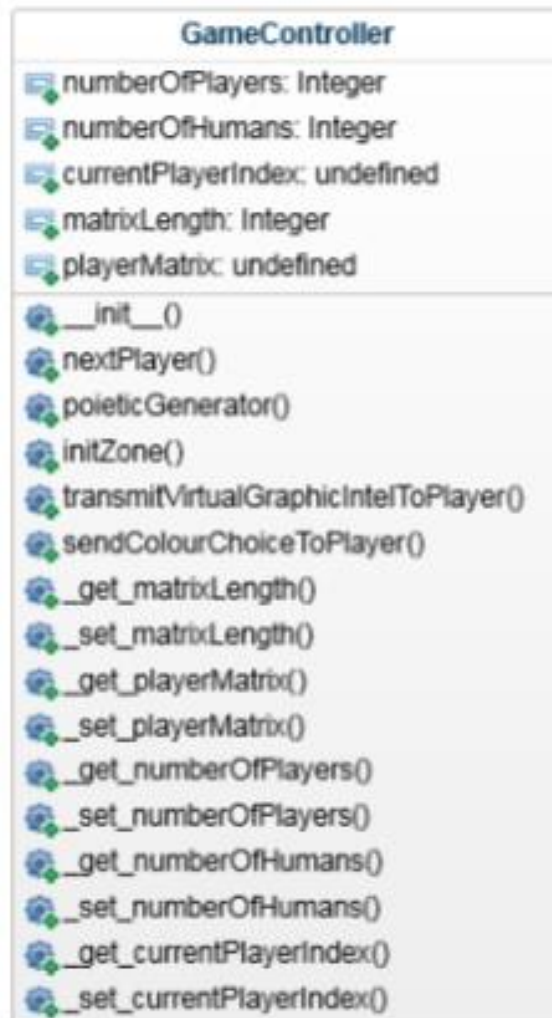 GameController
numberOfPlayers: Integer
numberOfHumans: Integer
currentPlayerIndex: undefined
matrixLength: Integer
playerMatrix: undefined
__init__()
nextPlayer()
poieticGenerator()
initZone()
transmitVirtualGraphicIntelToPlayer()
sendColourChoiceToPlayer()
_get_matrixLength()
_set_matrixLength()
_get_playerMatrix()
_set_playerMatrix()
_get_numberOfPlayers()
_set_numberOfPlayers()
_get_numberOfHumans()
_set_numberOfHumans()
_get_currentPlayerIndex()
_set_currentPlayerIndex()